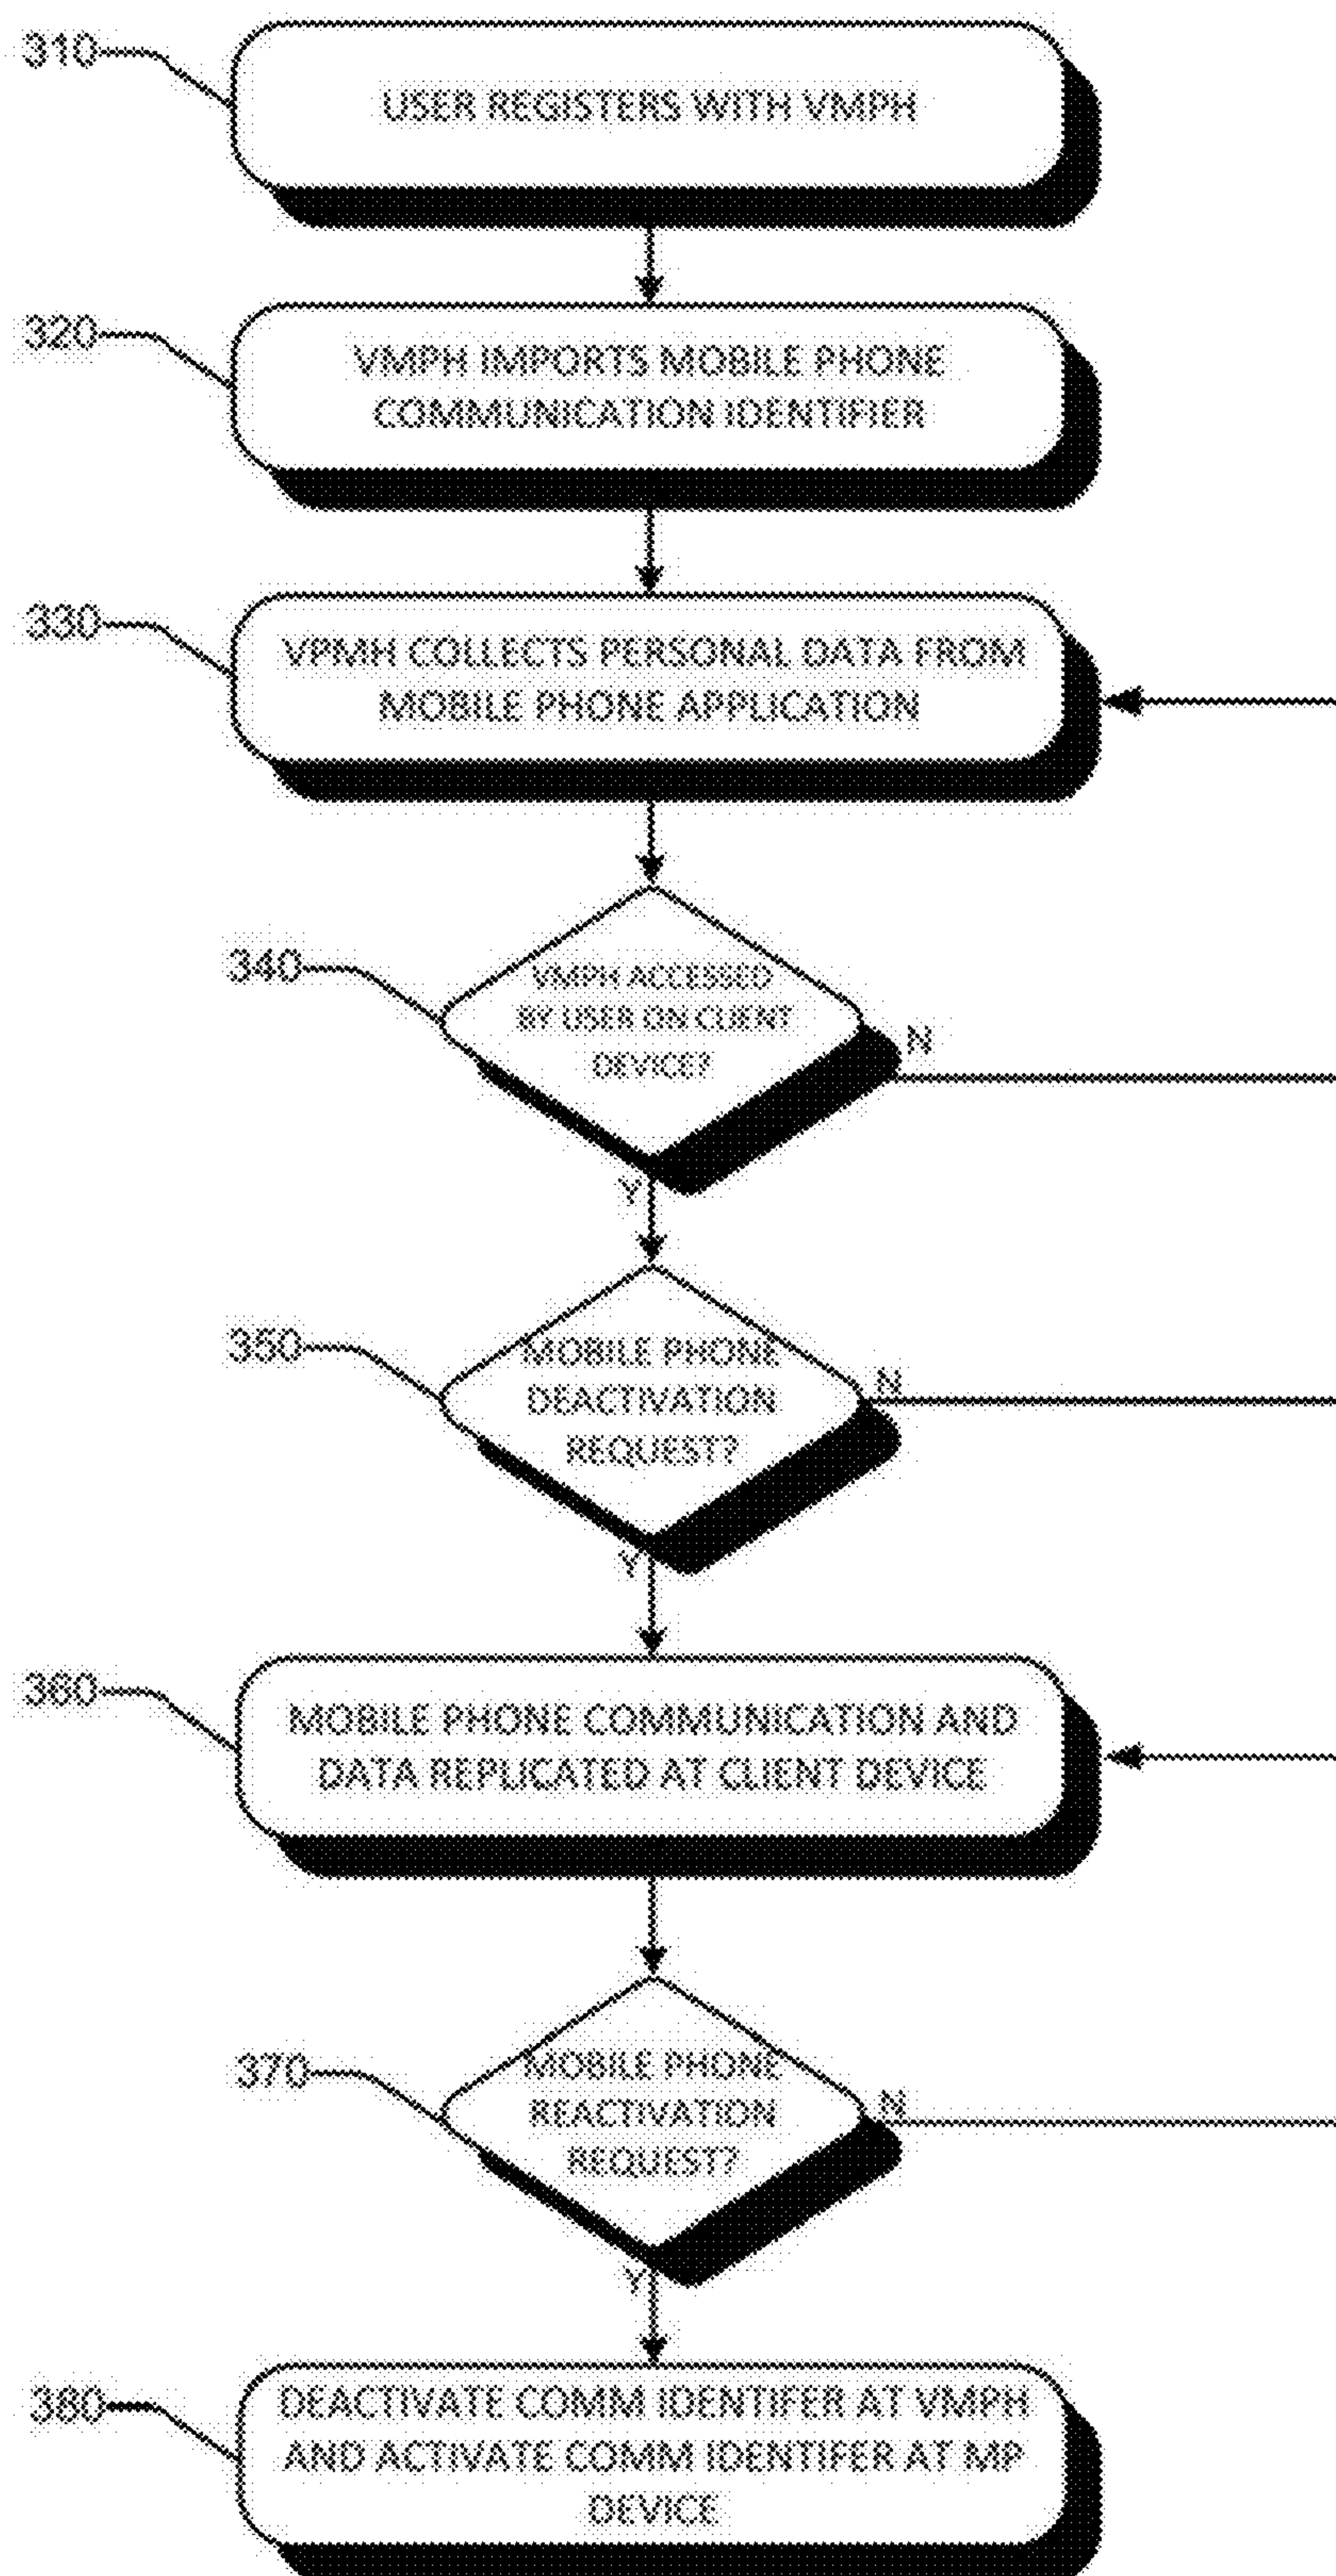 310
USER REGISTERS WITH VMPH
320
VMPH IMPORTS MOBILE PHONE
COMMUNICATION IDENTIFIER
330
VPMH COLLECTS PERSONAL DATA FROM
MOBILE PHONE APPLICATION
340
VMPH ACCESSED
BY USER ON CLIENT
DEVICE?
N
Y
350
MOBILE PHONE
DEACTIVATION
REQUEST?
N
Y
360
MOBILE PHONE COMMUNICATION AND
DATA REPLICATED AT CLIENT DEVICE
370
MOBILE PHONE
REACTIVATION
REQUEST?
N
Y
380
DEACTIVATE COMM IDENTIFER AT VMPH
AND ACTIVATE COMM IDENTIFER AT MP
DEVICE